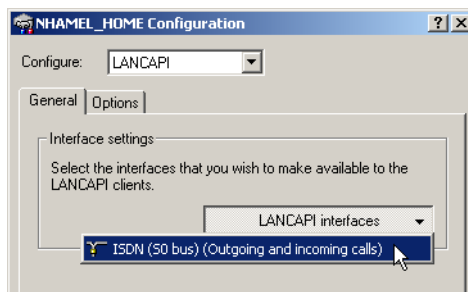 NHAMEL_HOME Configuration
Configure: LANCAPI
General Options
Interface settings
Select the interfaces that you wish to make available to the
LANCAPI clients.
LANCAPI interfaces
ISDN (S0 bus) (Outgoing and incoming calls)